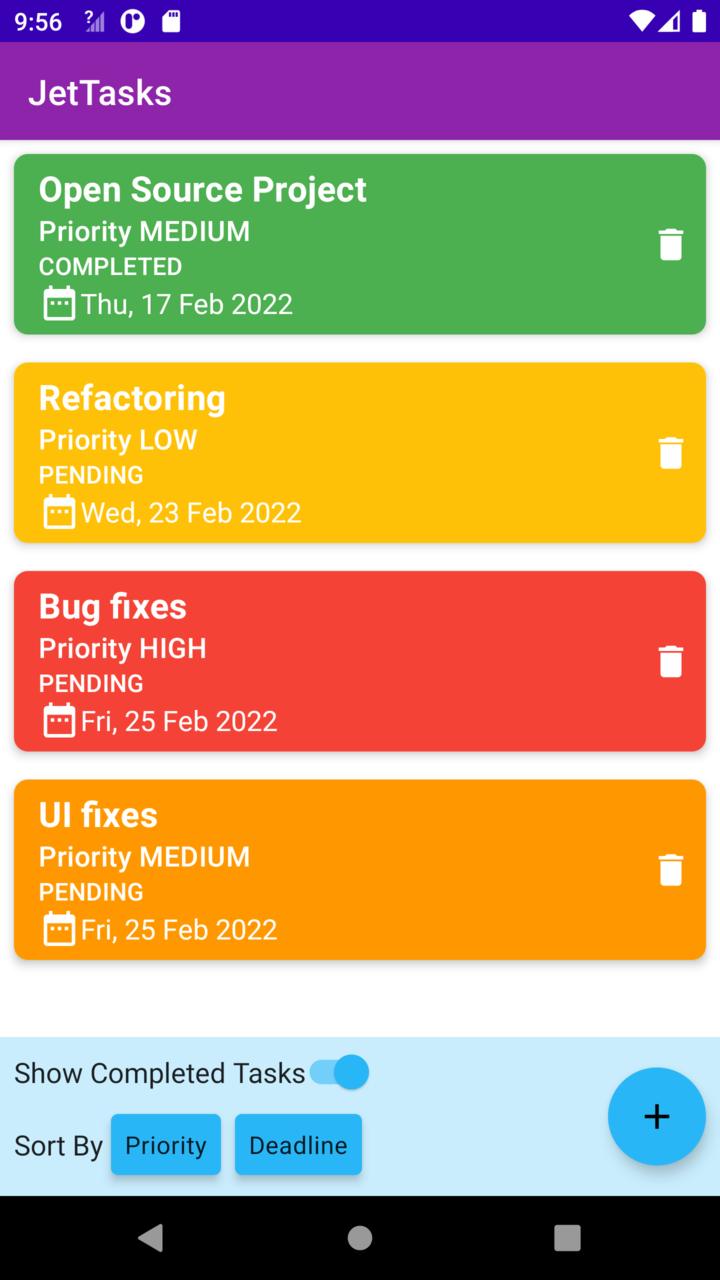 9:56
JetTasks
Open Source Project
Priority MEDIUM
COMPLETED
Thu, 17 Feb 2022
Refactoring
Priority LOW
PENDING
Wed, 23 Feb 2022
Bug fixes
Priority HIGH
PENDING
Fri, 25 Feb 2022
UI fixes
Priority MEDIUM
PENDING
Fri, 25 Feb 2022
Show Completed Tasks
Sort By Priority Deadline